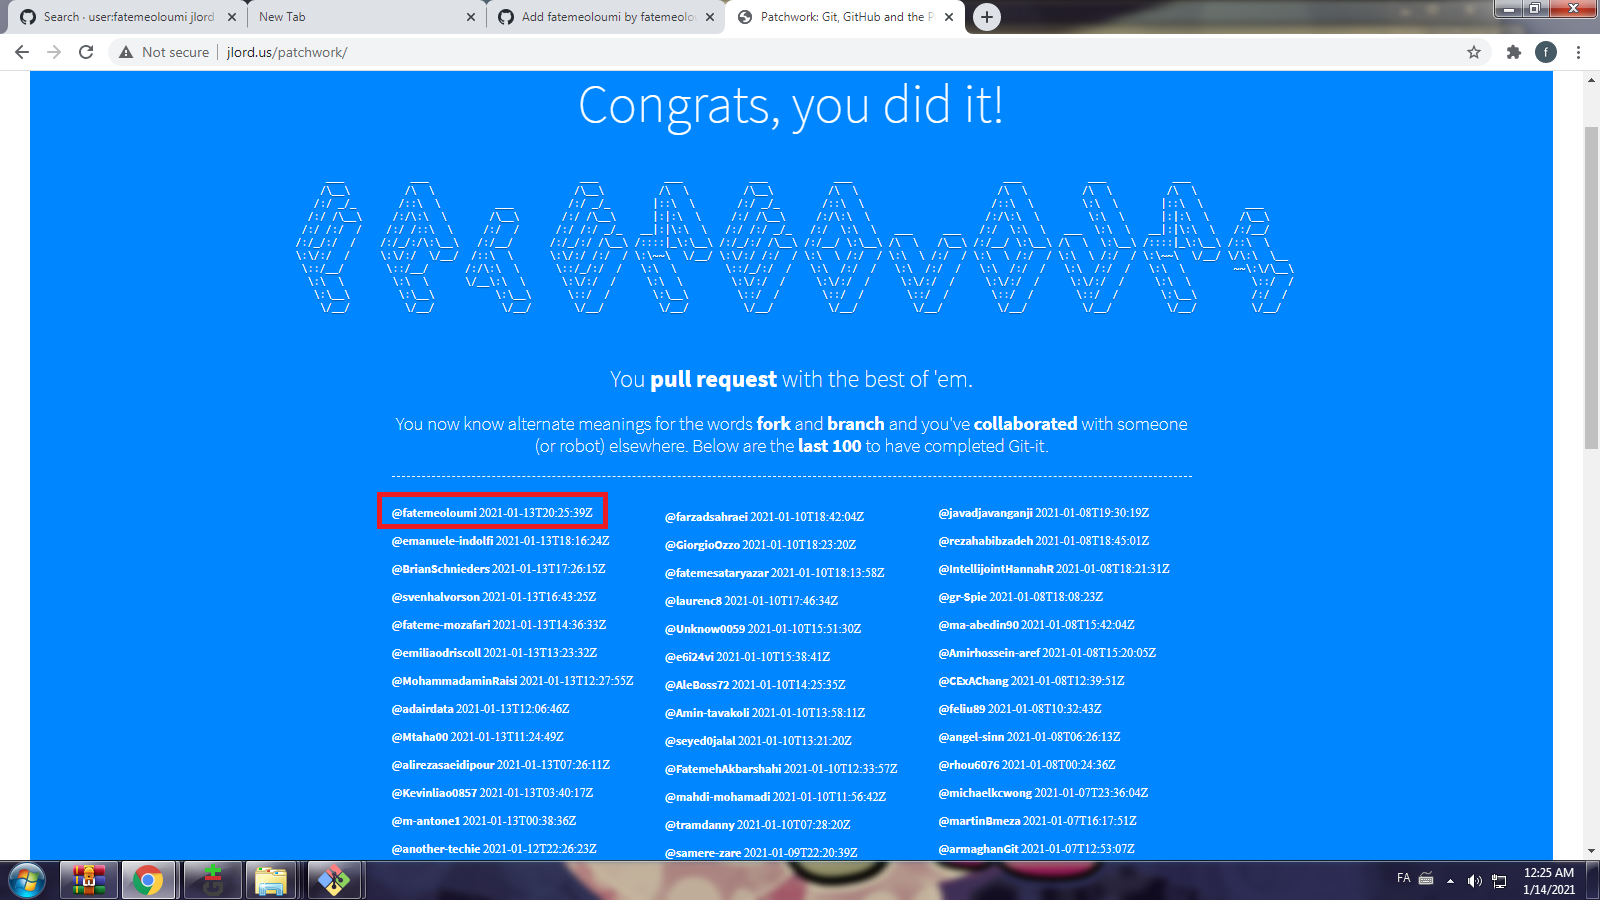 Search · user:fatemeoloumi jlord
New Tab
Add fatemeoloumi by fatemeolou
Patchwork: Git, GitHub and the P
Not secure
jlord.us/patchwork/
f
Congrats, you did it!
You pull request with the best of 'em.
You now know alternate meanings for the words fork and branch and you've collaborated with someone
(or robot) elsewhere. Below are the last 100 to have completed Git-it.
@fatemeoloumi 2021-01-13T20:25:39Z
@emanuele-indolfi 2021-01-13T18:16:24Z
@BrianSchnieders 2021-01-13T17:26:15Z
@svenhalvorson 2021-01-13T16:43:25Z
@fateme-mozafari 2021-01-13T14:36:33Z
@emiliaodriscoll 2021-01-13T13:23:32Z
@MohammadaminRaisi 2021-01-13T12:27:55Z
@adairdata 2021-01-13T12:06:46Z
@Mtaha00 2021-01-13T11:24:49Z
@alirezasaeidipour 2021-01-13T07:26:11Z
@Kevinliao0857 2021-01-13T03:40:17Z
@m-antone1 2021-01-13T00:38:36Z
@another-techie 2021-01-12T22:26:23Z
@farzadsahraei 2021-01-10T18:42:04Z
@GiorgioOzzo 2021-01-10T18:23:20Z
@fatemesataryazar 2021-01-10T18:13:58Z
@laurenc8 2021-01-10T17:46:34Z
@Unknow0059 2021-01-10T15:51:30Z
@e6i24vi 2021-01-10T15:38:41Z
@AleBoss72 2021-01-10T14:25:35Z
@Amin-tavakoli 2021-01-10T13:58:11Z
@seyed0jalal 2021-01-10T13:21:20Z
@FatemehAkbarshahi 2021-01-10T12:33:57Z
@mahdi-mohamadi 2021-01-10T11:56:42Z
@tramdanny 2021-01-10T07:28:20Z
@samere-zare 2021-01-09T22:20:39Z
@javadjavanganji 2021-01-08T19:30:19Z
@rezahabibzadeh 2021-01-08T18:45:01Z
@IntellijointHannahR 2021-01-08T18:21:31Z
@gr-Spie 2021-01-08T18:08:23Z
@ma-abedin90 2021-01-08T15:42:04Z
@Amirhossein-aref 2021-01-08T15:20:05Z
@CExAChang 2021-01-08T12:39:51Z
@feliu89 2021-01-08T10:32:43Z
@angel-sinn 2021-01-08T06:26:13Z
@rhou6076 2021-01-08T00:24:36Z
@michaelkcwong 2021-01-07T23:36:04Z
@martinBmeza 2021-01-07T16:17:51Z
@armaghanGit 2021-01-07T12:53:07Z
FA
12:25 AM
1/14/2021